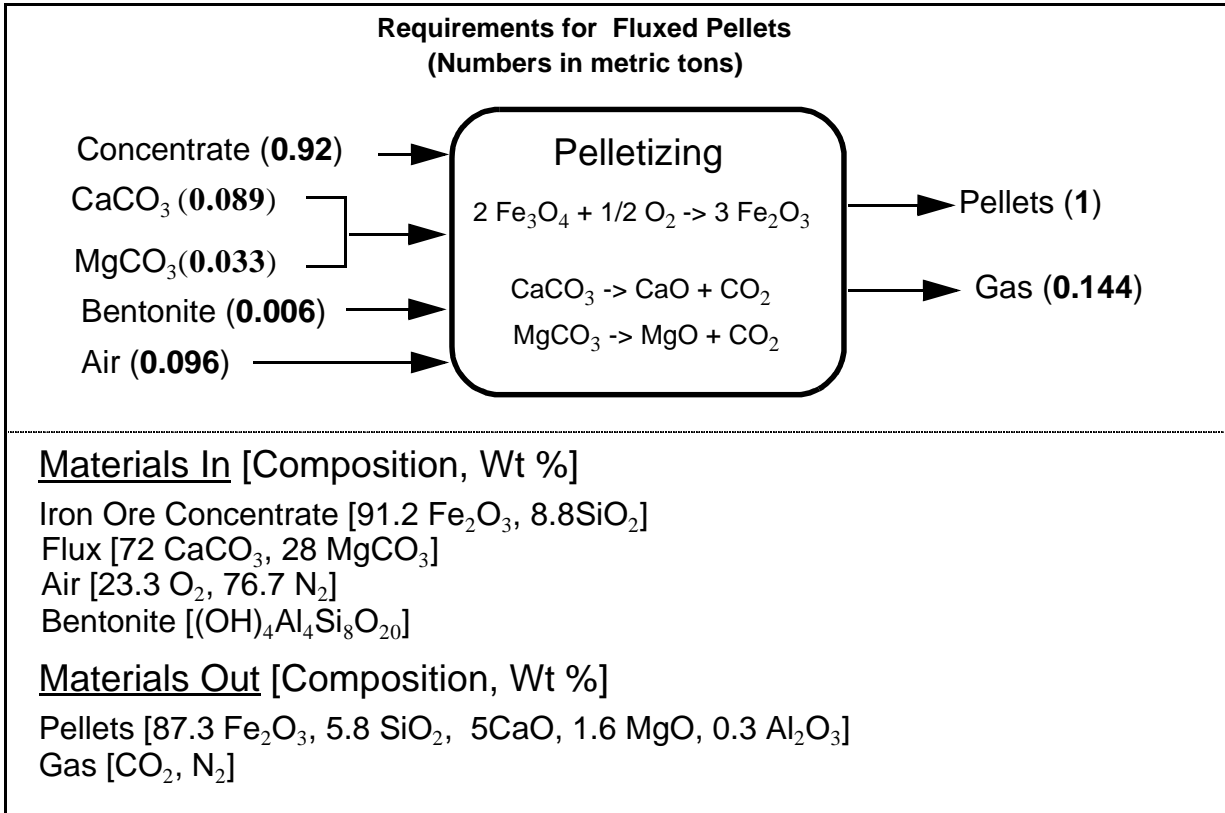 Requirements for Fluxed Pellets
(Numbers in metric tons)
Concentrate (0.92)
CaCO₃ (0.089)
MgCO₃(0.033)
Bentonite (0.006)
Air (0.096)
Pelletizing
2 Fe₃O₄ + 1/2 O₂ -> 3 Fe₂O₃
CaCO₃ -> CaO + CO₂
MgCO₃ -> MgO + CO₂
Pellets (1)
Gas (0.144)
Materials In [Composition, Wt %]
Iron Ore Concentrate [91.2 Fe₂O₃, 8.8SiO₂]
Flux [72 CaCO₃, 28 MgCO₃]
Air [23.3 O₂, 76.7 N₂]
Bentonite [(OH)₄Al₄Si₈O₂₀]
Materials Out [Composition, Wt %]
Pellets [87.3 Fe₂O₃, 5.8 SiO₂, 5CaO, 1.6 MgO, 0.3 Al₂O₃]
Gas [CO₂, N₂]